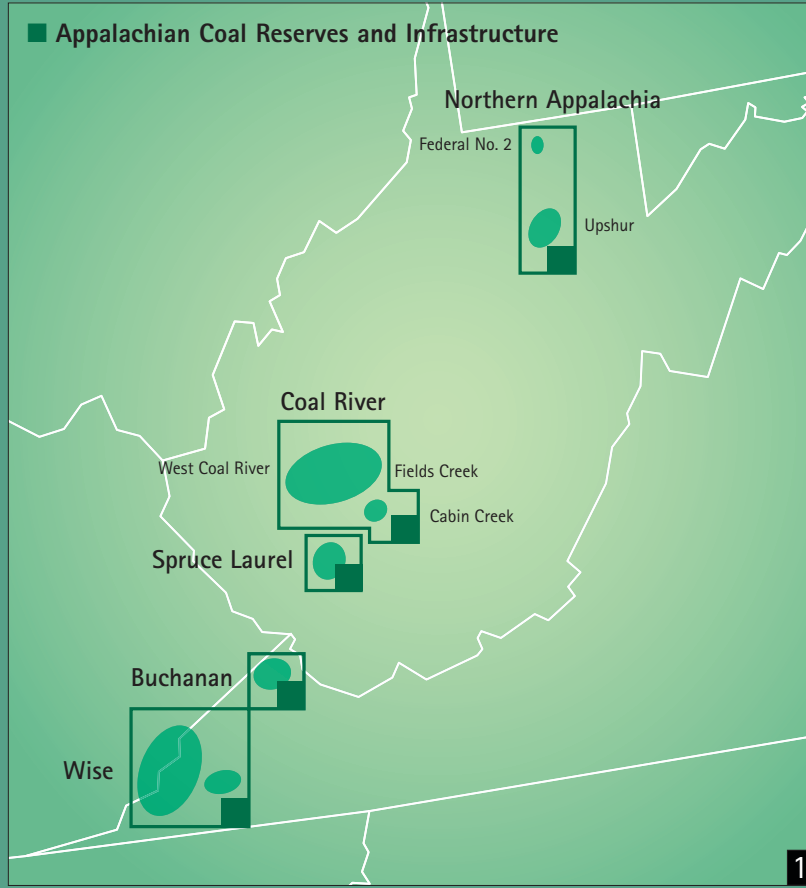 Appalachian Coal Reserves and Infrastructure
Northern Appalachia
Federal No. 2
Upshur
Coal River
West Coal River
Fields Creek
Cabin Creek
Spruce Laurel
Buchanan
Wise
1